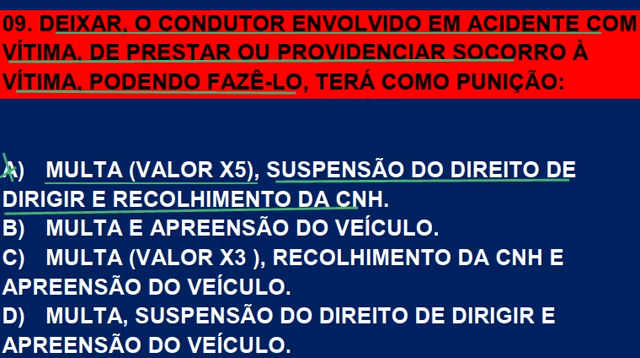 09. DEIXAR, O CONDUTOR ENVOLVIDO EM ACIDENTE COM
VÍTIMA, DE PRESTAR OU PROVIDENCIAR SOCORRO À
VÍTIMA, PODENDO FAZÊ-LO, TERÁ COMO PUNIÇÃO:
A) MULTA (VALOR X5), SUSPENSÃO DO DIREITO DE
DIRIGIR E RECOLHIMENTO DA CNH.
B) MULTA E APREENSÃO DO VEÍCULO.
C) MULTA (VALOR X3 ), RECOLHIMENTO DA CNH E
APREENSÃO DO VEÍCULO.
D) MULTA, SUSPENSÃO DO DIREITO DE DIRIGIR E
APREENSÃO DO VEÍCULO.